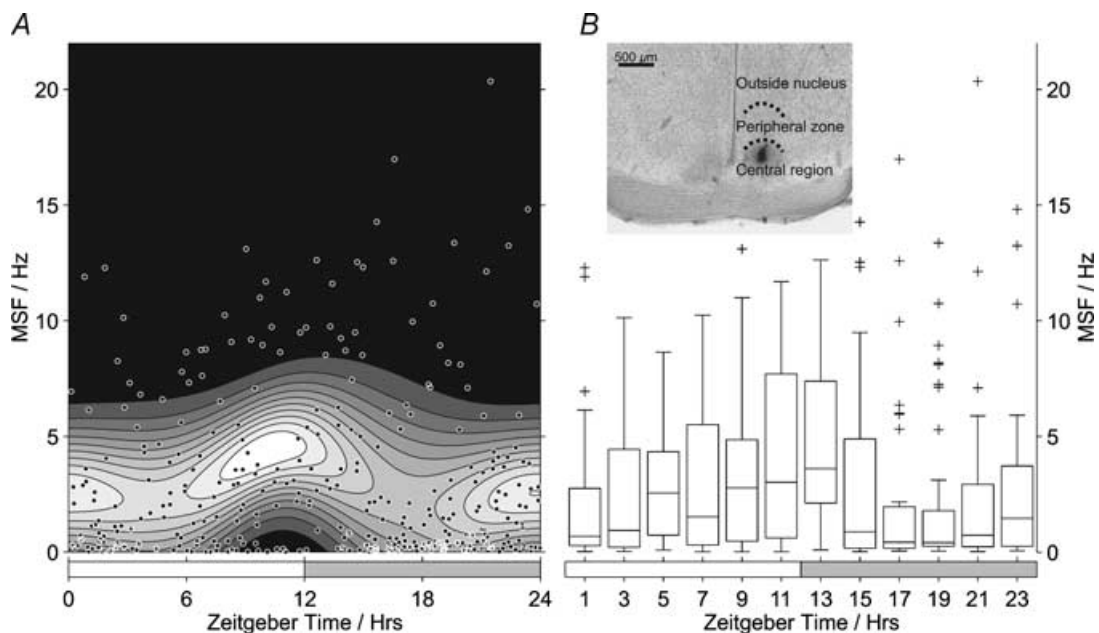 A
B
20
15
10
5
0
MSF / Hz
0
6
12
18
24
Zeitgeber Time / Hrs
500 µm
Outside nucleus
Peripheral zone
Central region
20
15
10
5
0
MSF / Hz
1 3 5 7 9 11 13 15 17 19 21 23
Zeitgeber Time / Hrs